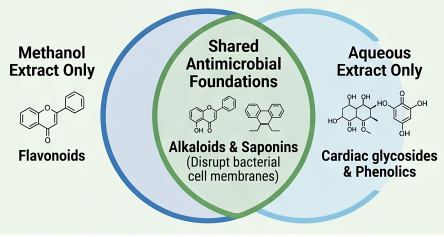 Methanol
Extract Only
Flavonoids
Shared
Antimicrobial
Foundations
Alkaloids & Saponins
(Disrupt bacterial
cell membranes)
Aqueous
Extract Only
Cardiac glycosides
& Phenolics